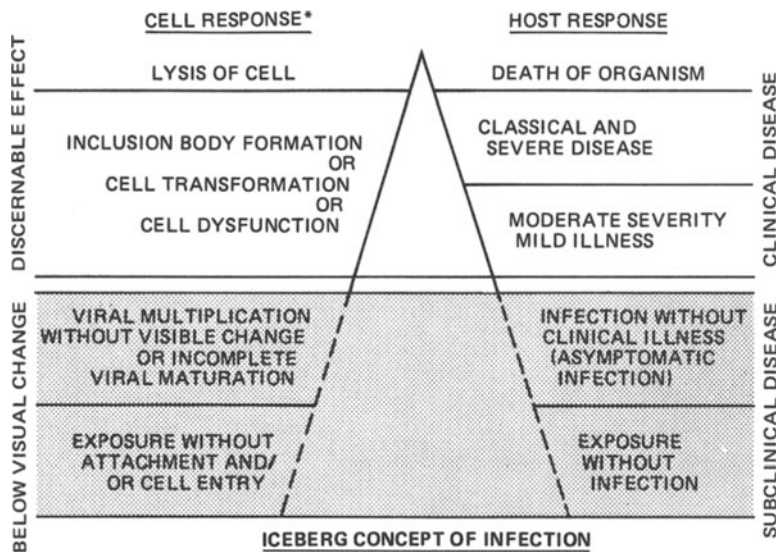 CELL RESPONSE*
HOST RESPONSE
DISCERNABLE EFFECT
LYSIS OF CELL
DEATH OF ORGANISM
CLINICAL DISEASE
INCLUSION BODY FORMATION
OR
CELL TRANSFORMATION
OR
CELL DYSFUNCTION
CLASSICAL AND
SEVERE DISEASE
MODERATE SEVERITY
MILD ILLNESS
BELOW VISUAL CHANGE
VIRAL MULTIPLICATION
WITHOUT VISIBLE CHANGE
OR INCOMPLETE
VIRAL MATURATION
INFECTION WITHOUT
CLINICAL ILLNESS
(ASYMPTOMATIC
INFECTION)
SUBCLINICAL DISEASE
EXPOSURE WITHOUT
ATTACHMENT AND/
OR CELL ENTRY
EXPOSURE
WITHOUT
INFECTION
ICEBERG CONCEPT OF INFECTION